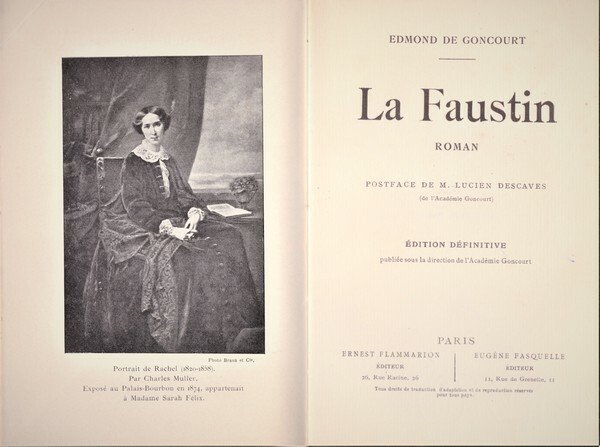 Photo Braun et Cie.
Portrait de Rachel (1820-1858).
Par Charles Muller.
Exposé au Palais-Bourbon en 1874, appartenait
à Madame Sarah Félix.
EDMOND DE GONCOURT
La Faustin
ROMAN
POSTFACE DE M. LUCIEN DESCAVES
(de l'Académie Goncourt)
ÉDITION DÉFINITIVE
publiée sous la direction de l'Académie Goncourt
PARIS
ERNEST FLAMMARION
ÉDITEUR
26, Rue Racine, 26
EUGÈNE FASQUELLE
ÉDITEUR
11, Rue de Grenelle, 11
Tous droits de traduction d'adaptation et de reproduction réservés
pour tous pays.